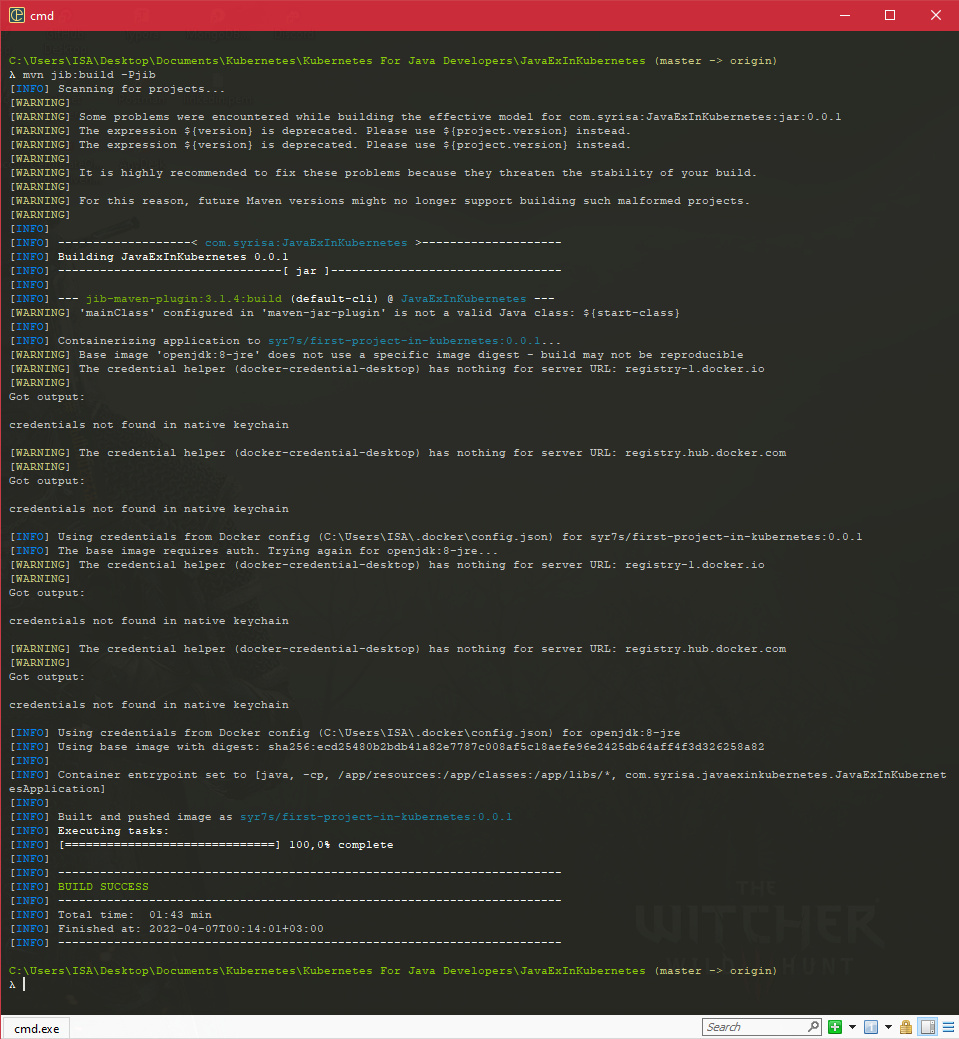 cmd
C:\Users\ISA\Desktop\Documents\Kubernetes\Kubernetes For Java Developers\JavaExInKubernetes (master -> origin)
λ mvn jib:build -Pjib
[INFO] Scanning for projects...
[WARNING]
[WARNING] Some problems were encountered while building the effective model for com.syrisa:JavaExInKubernetes:jar:0.0.1
[WARNING] The expression ${version} is deprecated. Please use ${project.version} instead.
[WARNING] The expression ${version} is deprecated. Please use ${project.version} instead.
[WARNING]
[WARNING] It is highly recommended to fix these problems because they threaten the stability of your build.
[WARNING]
[WARNING] For this reason, future Maven versions might no longer support building such malformed projects.
[WARNING]
[INFO]
[INFO] -------------------< com.syrisa:JavaExInKubernetes >--------------------
[INFO] Building JavaExInKubernetes 0.0.1
[INFO] --------------------------------[ jar ]---------------------------------
[INFO]
[INFO] --- jib-maven-plugin:3.1.4:build (default-cli) @ JavaExInKubernetes ---
[WARNING] 'mainClass' configured in 'maven-jar-plugin' is not a valid Java class: ${start-class}
[INFO]
[INFO] Containerizing application to syr7s/first-project-in-kubernetes:0.0.1...
[WARNING] Base image 'openjdk:8-jre' does not use a specific image digest - build may not be reproducible
[WARNING] The credential helper (docker-credential-desktop) has nothing for server URL: registry-1.docker.io
[WARNING]
Got output:
credentials not found in native keychain
[WARNING] The credential helper (docker-credential-desktop) has nothing for server URL: registry.hub.docker.com
[WARNING]
Got output:
credentials not found in native keychain
[INFO] Using credentials from Docker config (C:\Users\ISA\.docker\config.json) for syr7s/first-project-in-kubernetes:0.0.1
[INFO] The base image requires auth. Trying again for openjdk:8-jre...
[WARNING] The credential helper (docker-credential-desktop) has nothing for server URL: registry-1.docker.io
[WARNING]
Got output:
credentials not found in native keychain
[WARNING] The credential helper (docker-credential-desktop) has nothing for server URL: registry.hub.docker.com
[WARNING]
Got output:
credentials not found in native keychain
[INFO] Using credentials from Docker config (C:\Users\ISA\.docker\config.json) for openjdk:8-jre
[INFO] Using base image with digest: sha256:ecd25480b2bdb41a82e7787c008af5c18aefe96e2425db64aff4f3d326258a82
[INFO]
[INFO] Container entrypoint set to [java, -cp, /app/resources:/app/classes:/app/libs/*, com.syrisa.javaexinkubernetes.JavaExInKubernet
esApplication]
[INFO]
[INFO] Built and pushed image as syr7s/first-project-in-kubernetes:0.0.1
[INFO] Executing tasks:
[INFO] [==============================] 100,0% complete
[INFO]
[INFO] ------------------------------------------------------------------------
[INFO] BUILD SUCCESS
[INFO] ------------------------------------------------------------------------
[INFO] Total time:  01:43 min
[INFO] Finished at: 2022-04-07T00:14:01+03:00
[INFO] ------------------------------------------------------------------------
THE
WITCHER
WILD HUNT
C:\Users\ISA\Desktop\Documents\Kubernetes\Kubernetes For Java Developers\JavaExInKubernetes (master -> origin)
λ
cmd.exe
Search